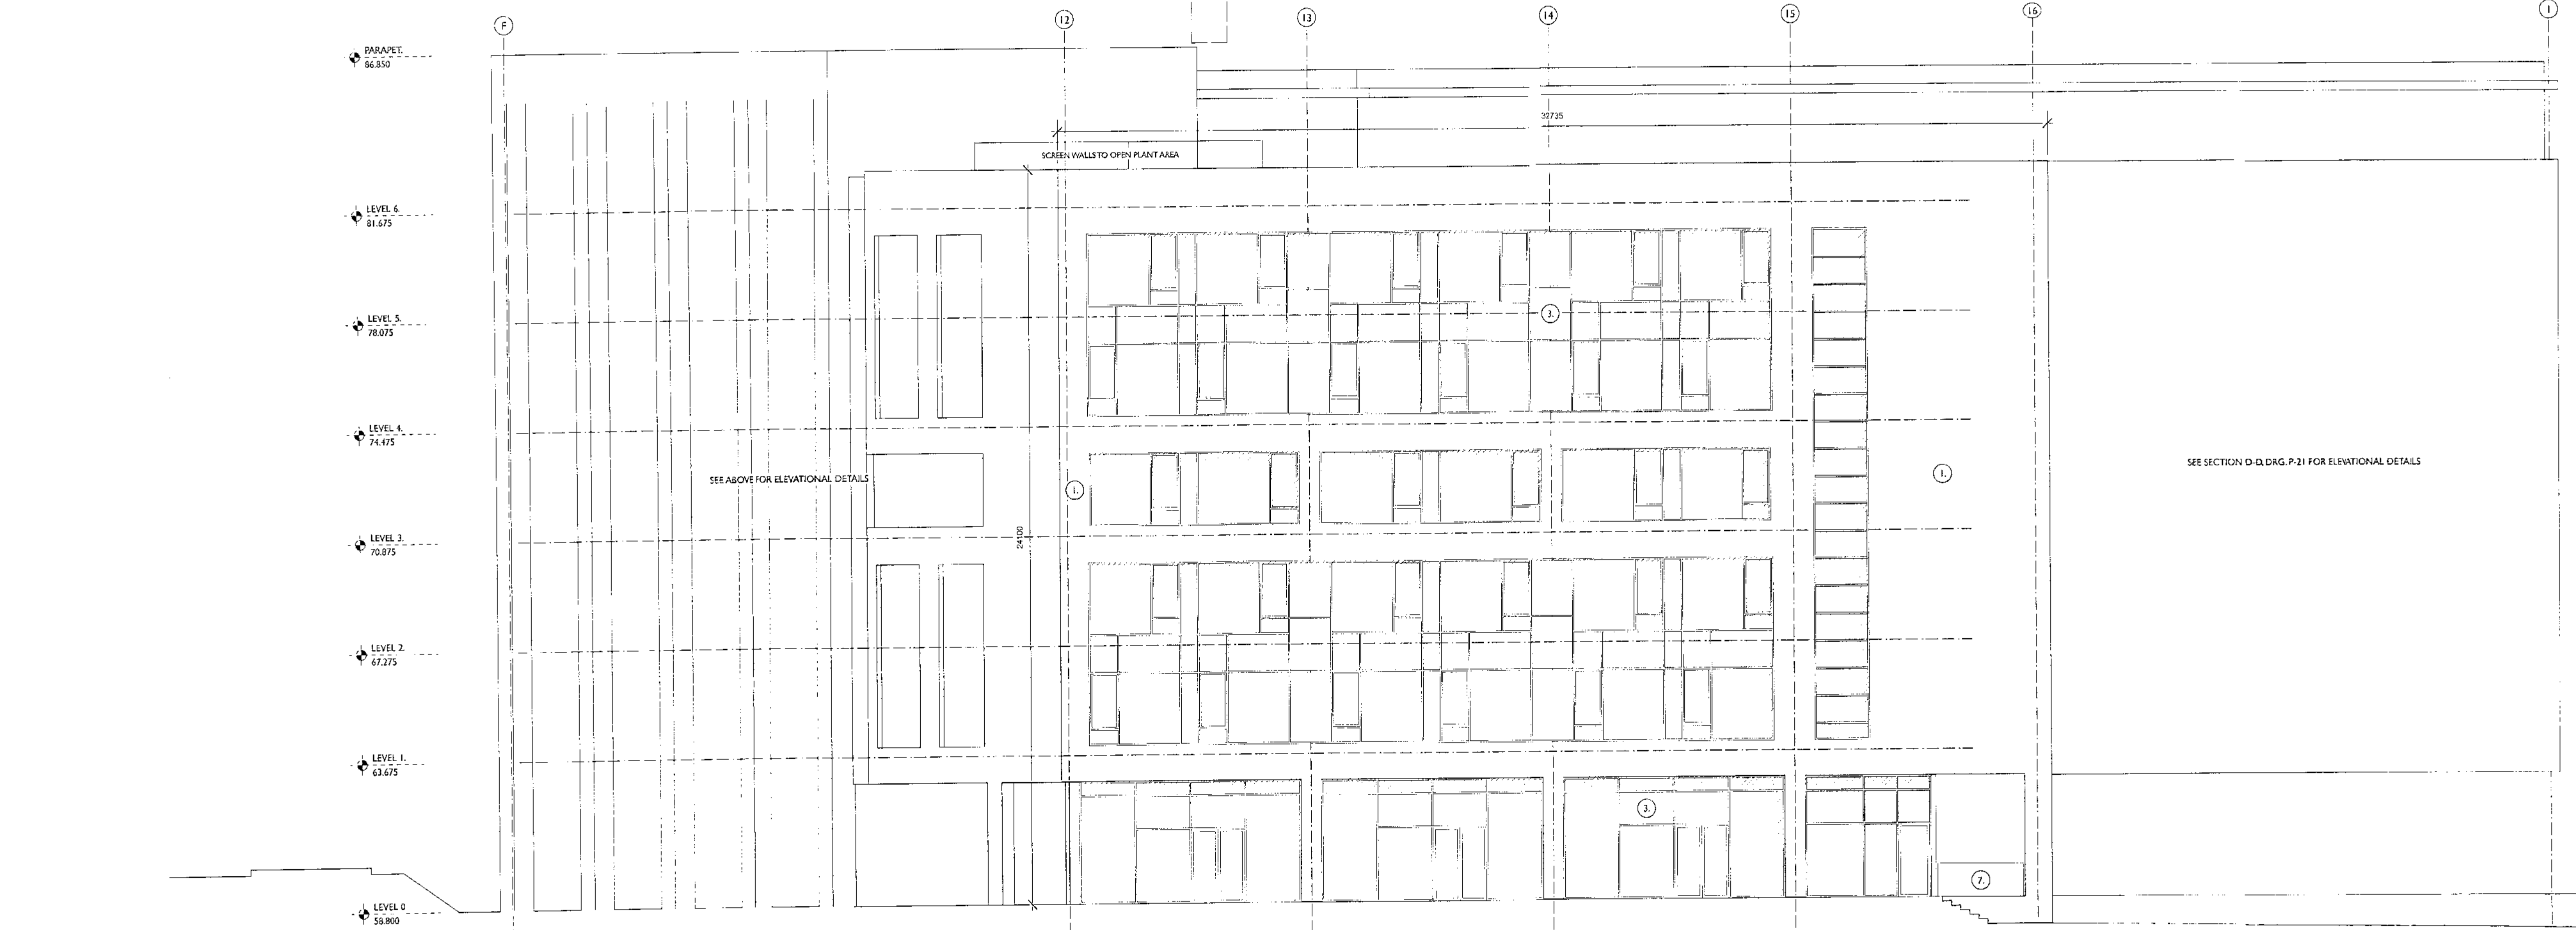 F
12
13
14
15
16
1
PARAPET.
86.850
32735
SCREEN WALLS TO OPEN PLANT AREA
LEVEL 6.
81.675
LEVEL 5.
78.075
3.
LEVEL 4.
74.475
SEE ABOVE FOR ELEVATIONAL DETAILS
1.
1.
SEE SECTION D-D, DRG. P-21 FOR ELEVATIONAL DETAILS
24100
LEVEL 3.
70.875
LEVEL 2.
67.275
LEVEL 1.
63.675
3.
7.
LEVEL 0
58.800